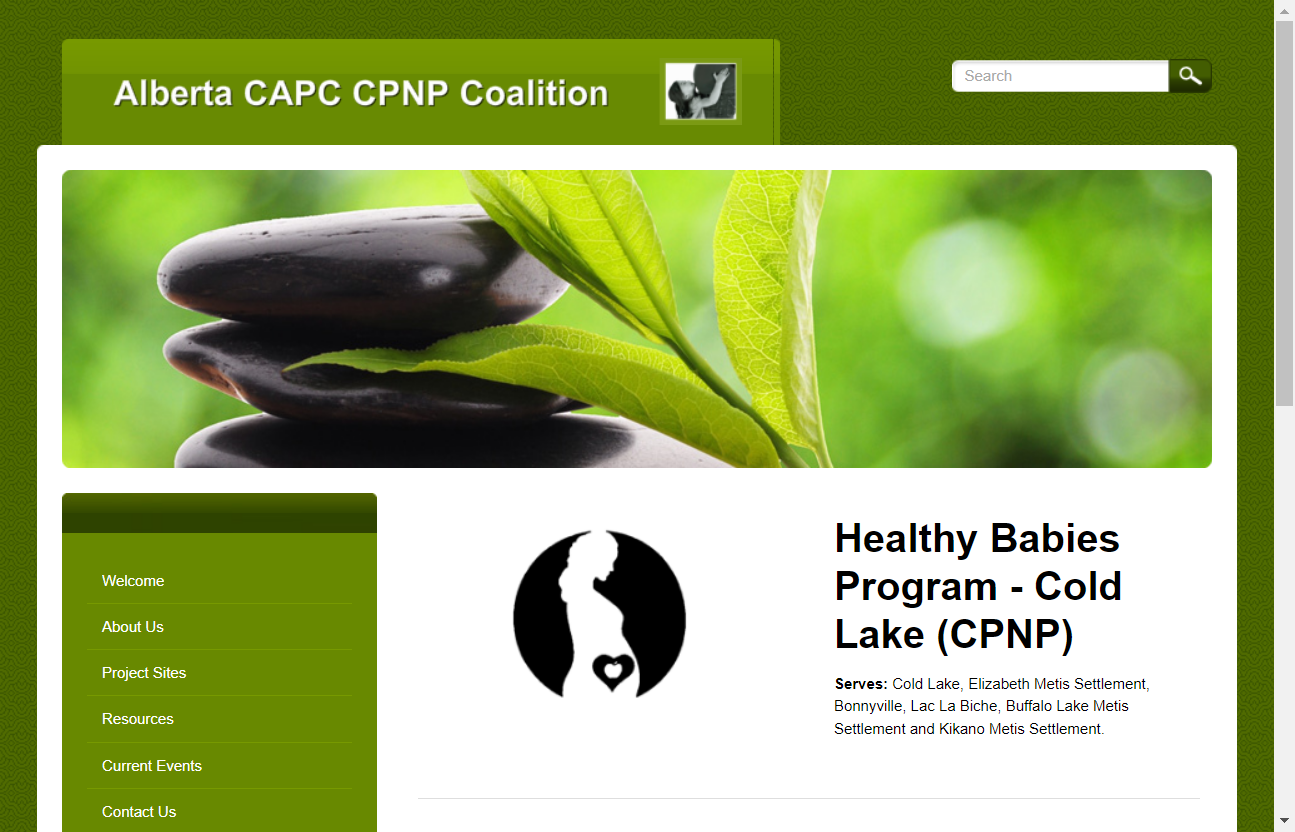 Alberta CAPC CPNP Coalition
Search
Welcome
About Us
Project Sites
Resources
Current Events
Contact Us
Healthy Babies
Program - Cold
Lake (CPNP)
Serves: Cold Lake, Elizabeth Metis Settlement,
Bonnyville, Lac La Biche, Buffalo Lake Metis
Settlement and Kikano Metis Settlement.